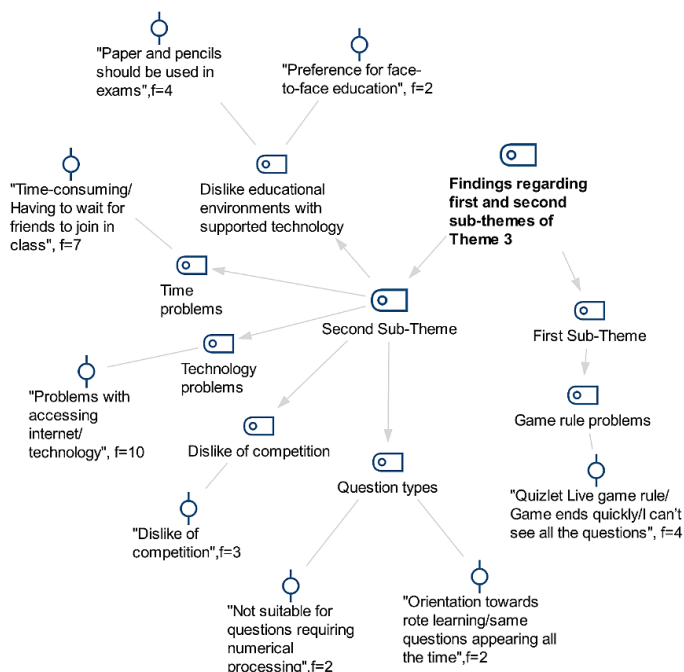 "Paper and pencils
should be used in
exams",f=4
"Preference for face-
to-face education", f=2
"Time-consuming/
Having to wait for
friends to join in
class", f=7
Dislike educational
environments with
supported technology
Findings regarding
first and second
sub-themes of
Theme 3
Time
problems
Second Sub-Theme
First Sub-Theme
Technology
problems
"Problems with
accessing
internet/
technology", f=10
Game rule problems
Dislike of competition
Question types
"Quizlet Live game rule/
Game ends quickly/I can't
see all the questions", f=4
"Dislike of
competition",f=3
"Not suitable for
questions requiring
numerical
processing",f=2
"Orientation towards
rote learning/same
questions appearing all
the time",f=2